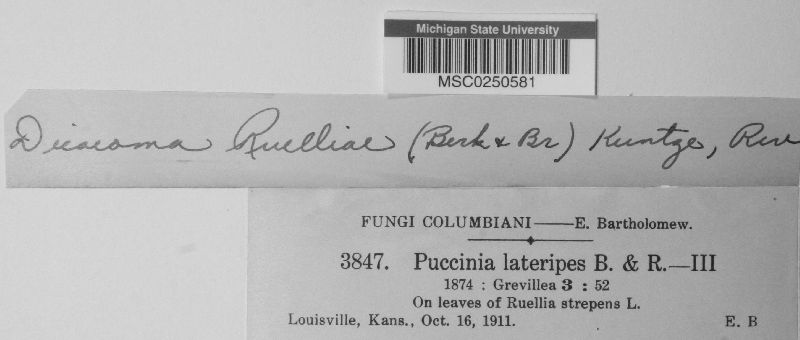 Michigan State University
MSC0250581
Dicaeoma Ruelliae (Berk & Br) Kuntze, Rev
FUNGI COLUMBIANI—E. Bartholomew.
3847. Puccinia lateripes B. & R.—III
1874 : Grevillea 3 : 52
On leaves of Ruellia strepens L.
Louisville, Kans., Oct. 16, 1911. E. B